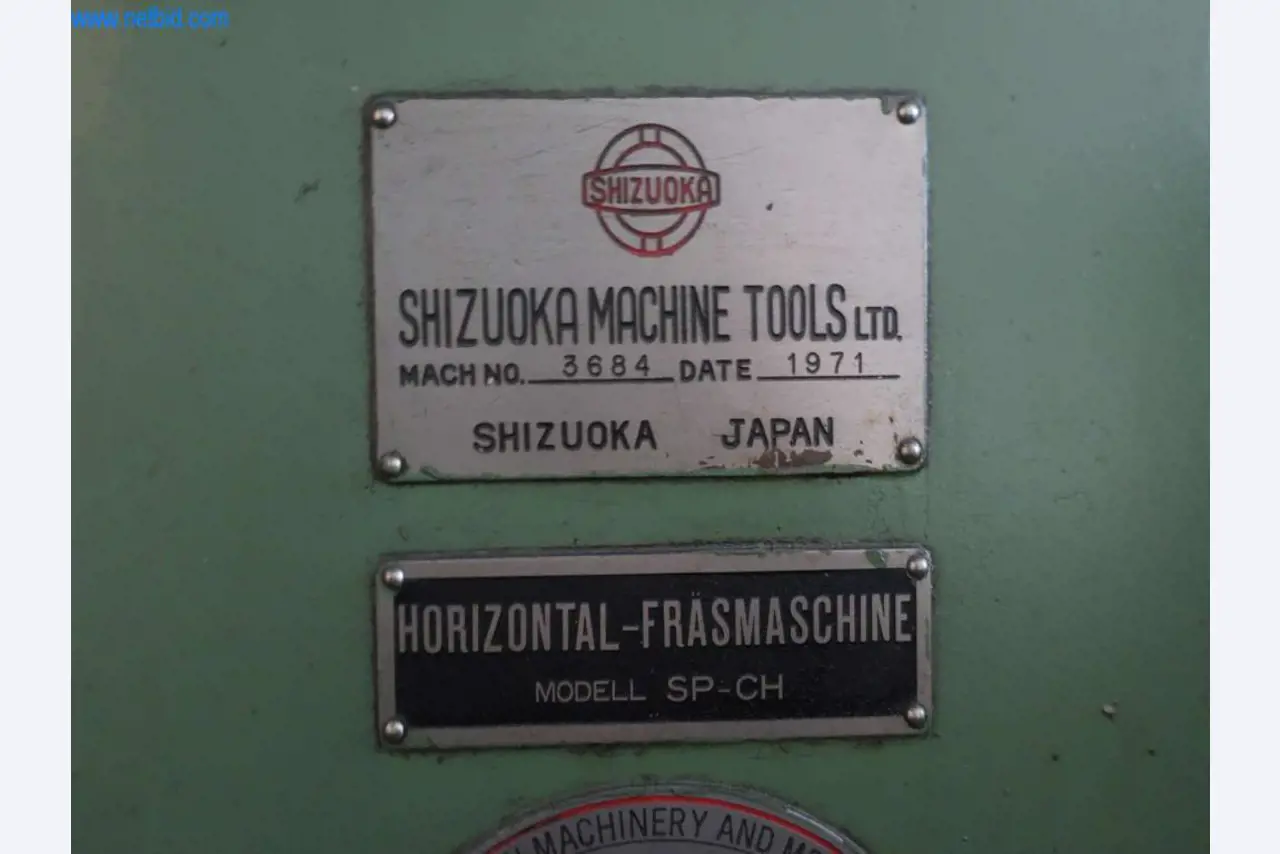 www.netbid.com
SHIZUOKA
SHIZUOKA MACHINE TOOLS LTD.
MACH NO. 3684 DATE 1971
SHIZUOKA JAPAN
HORIZONTAL-FRÄSMASCHINE
MODELL SP-CH
MACHINERY AND